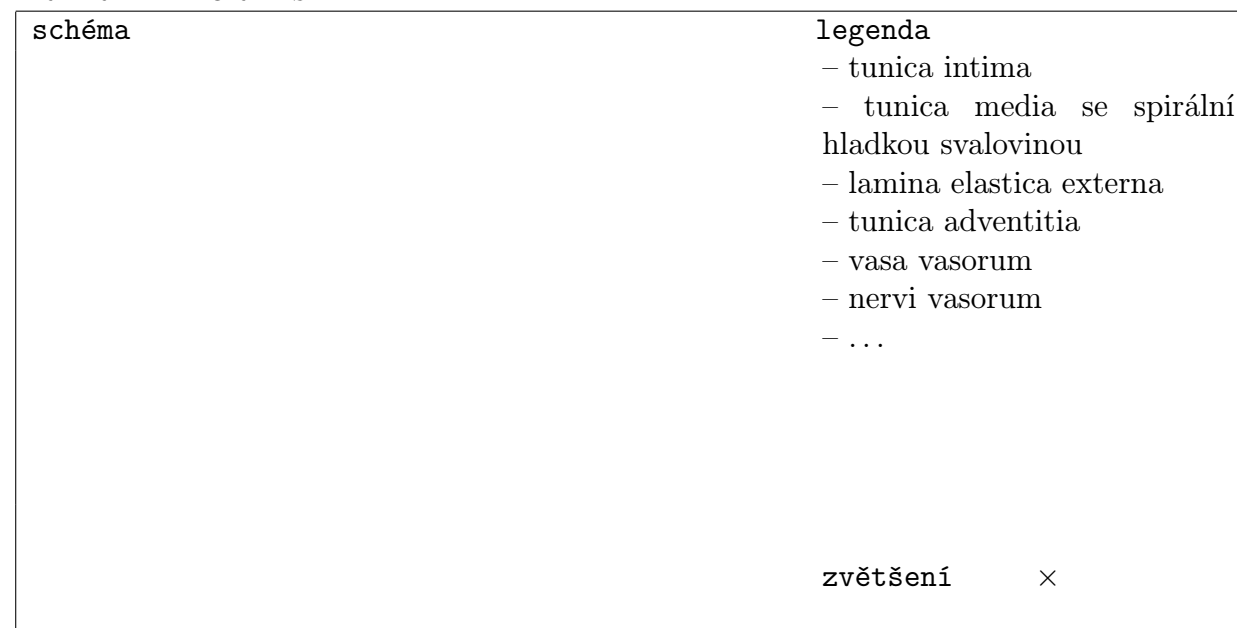 schéma
legenda
– tunica intima
– tunica media se spirální
hladkou svalovinou
– lamina elastica externa
– tunica adventitia
– vasa vasorum
– nervi vasorum
– ...
zvětšení ×